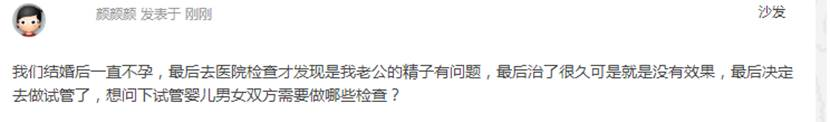 颜颜颜 发表于 刚刚
沙发
我们结婚后一直不孕，最后去医院检查才发现是我老公的精子有问题，最后治了很久可是就是没有效果，最后决定
去做试管了，想问下试管婴儿男女双方需要做哪些检查？